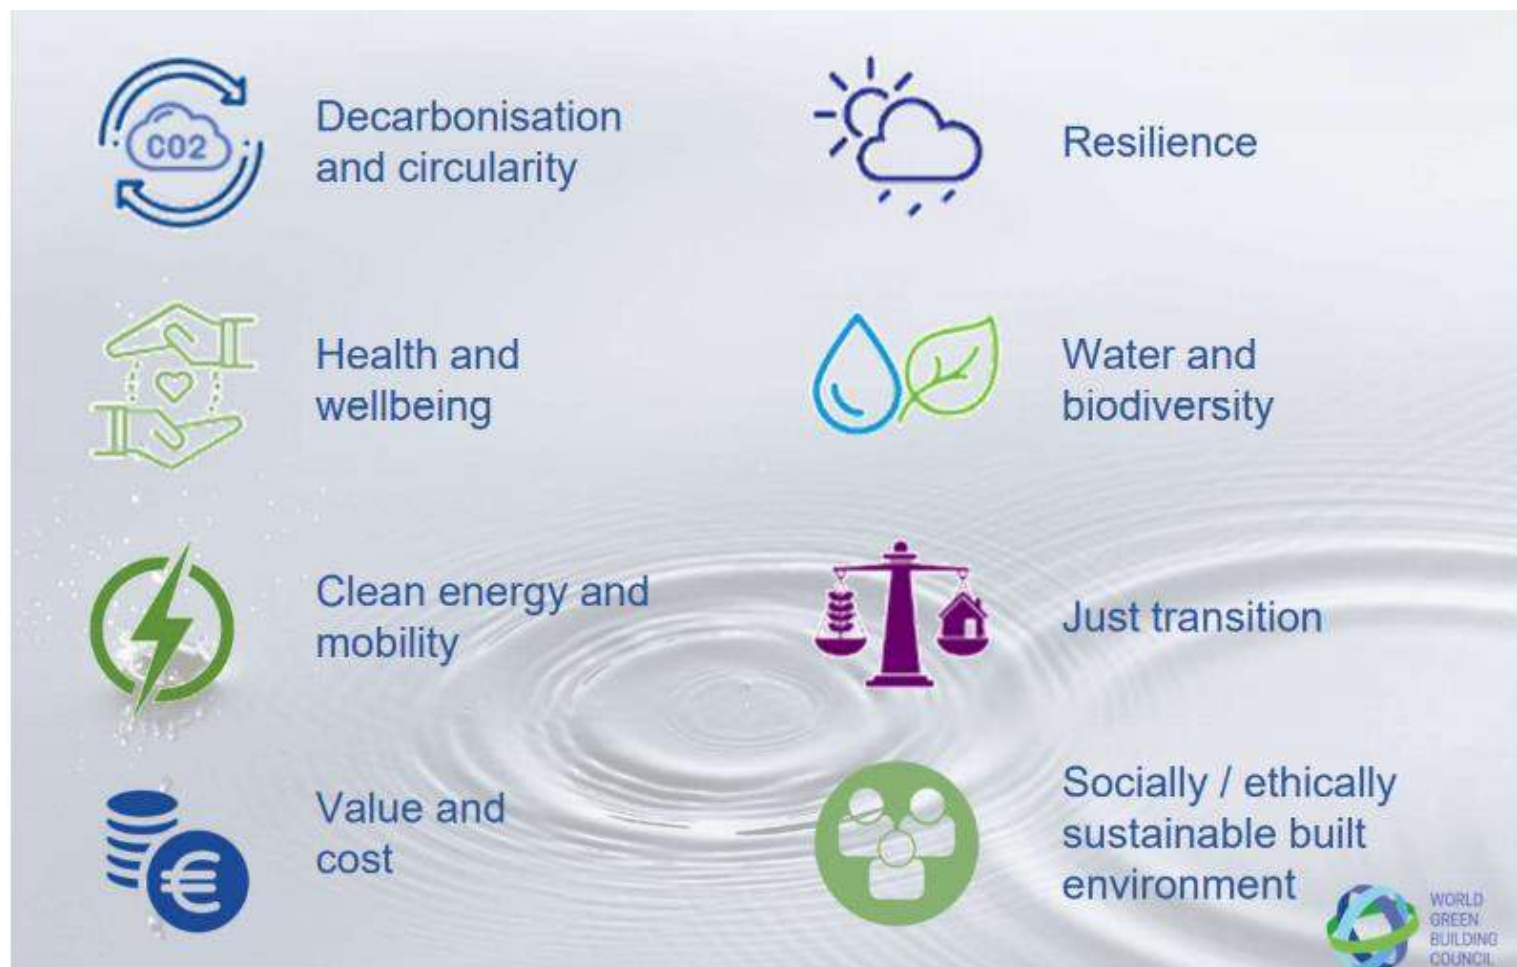 CO2
Decarbonisation
and circularity
Resilience
Health and
wellbeing
Water and
biodiversity
Clean energy and
mobility
Just transition
Value and
cost
€
Socially / ethically
sustainable built
environment
WORLD
GREEN
BUILDING
COUNCIL